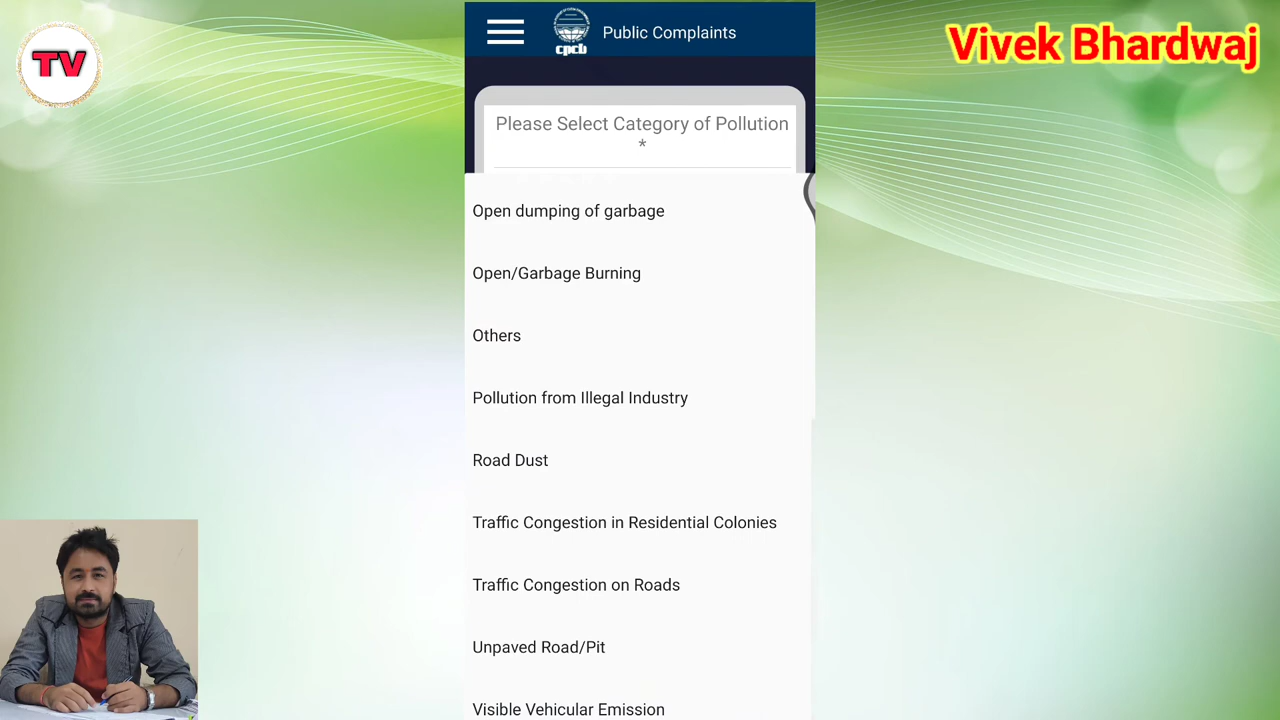 TV
Vivek Bhardwaj
cpcb
Public Complaints
Please Select Category of Pollution
*
Open dumping of garbage
Open/Garbage Burning
Others
Pollution from Illegal Industry
Road Dust
Traffic Congestion in Residential Colonies
Traffic Congestion on Roads
Unpaved Road/Pit
Visible Vehicular Emission